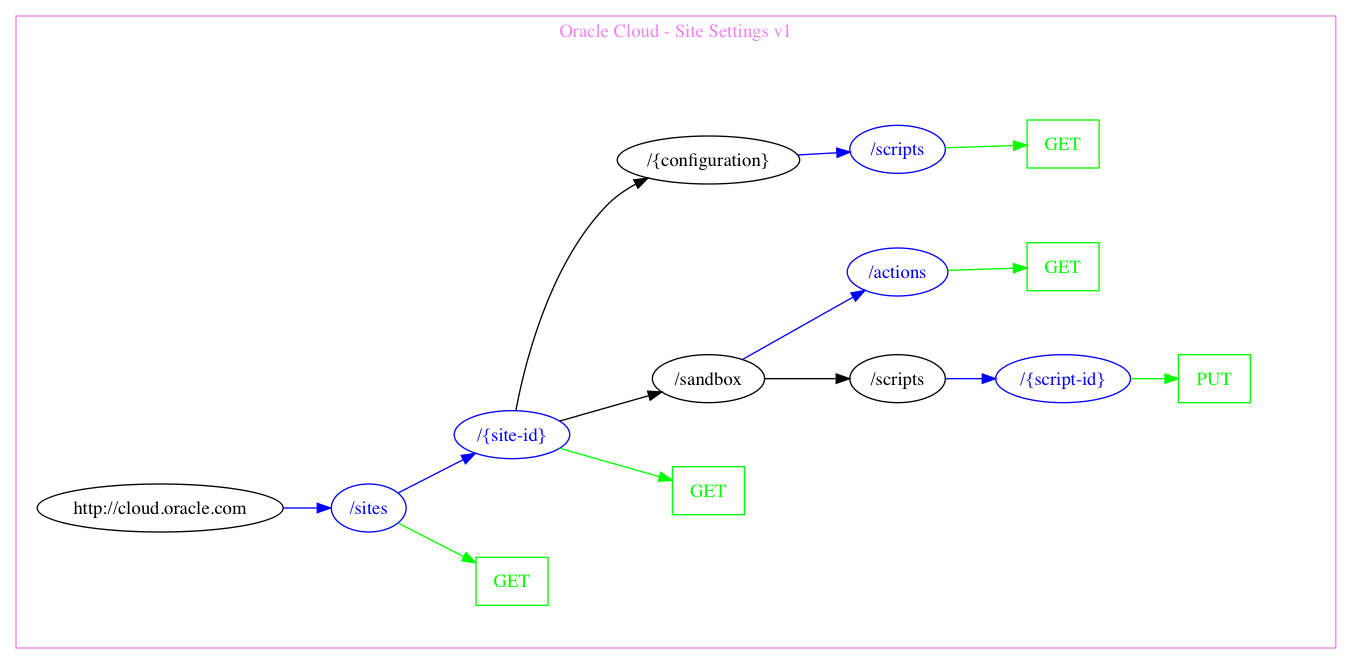 Oracle Cloud - Site Settings v1
/{configuration}
/scripts
GET
/actions
GET
/sandbox
/scripts
/{script-id}
PUT
/{site-id}
GET
http://cloud.oracle.com
/sites
GET